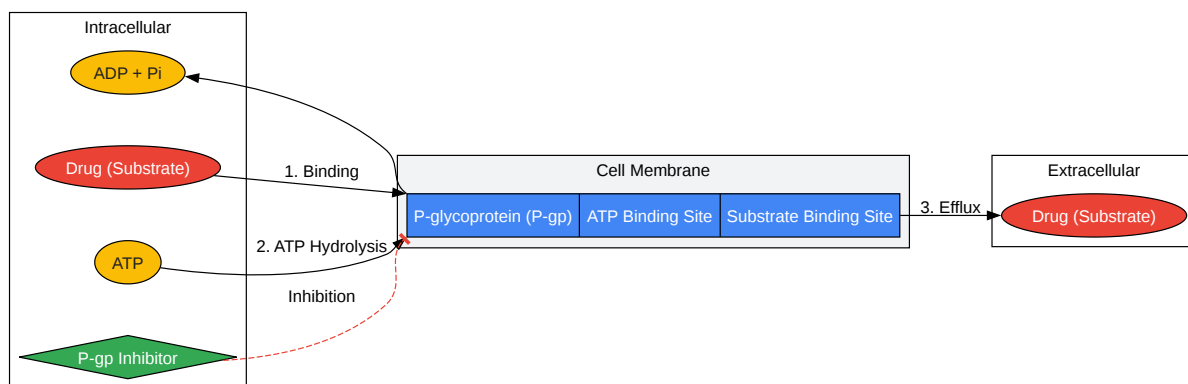 Intracellular
ADP + Pi
Drug (Substrate)
1. Binding
ATP
2. ATP Hydrolysis
Inhibition
P-gp Inhibitor
Cell Membrane
P-glycoprotein (P-gp)
ATP Binding Site
Substrate Binding Site
3. Efflux
Extracellular
Drug (Substrate)